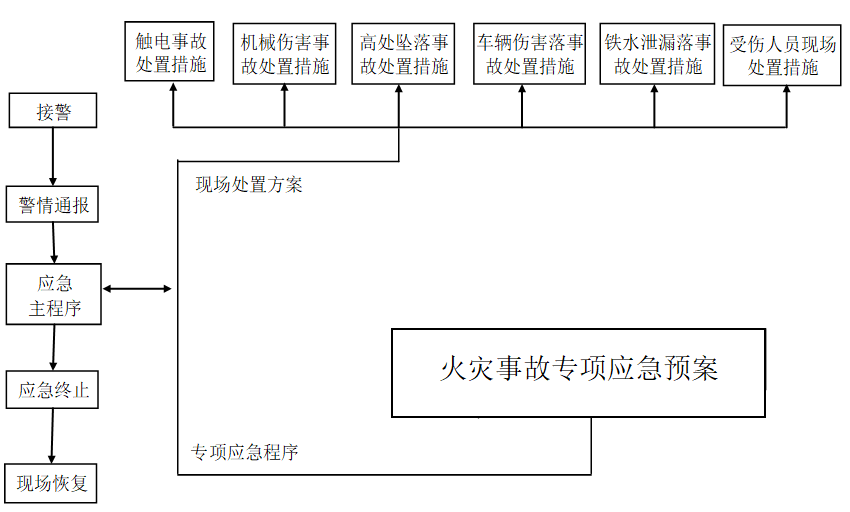 触电事故
处置措施
机械伤害事
故处置措施
高处坠落事
故处置措施
车辆伤害落事
故处置措施
铁水泄漏落事
故处置措施
受伤人员现场
处置措施
接警
警情通报
应急
主程序
应急终止
现场恢复
现场处置方案
火灾事故专项应急预案
专项应急程序